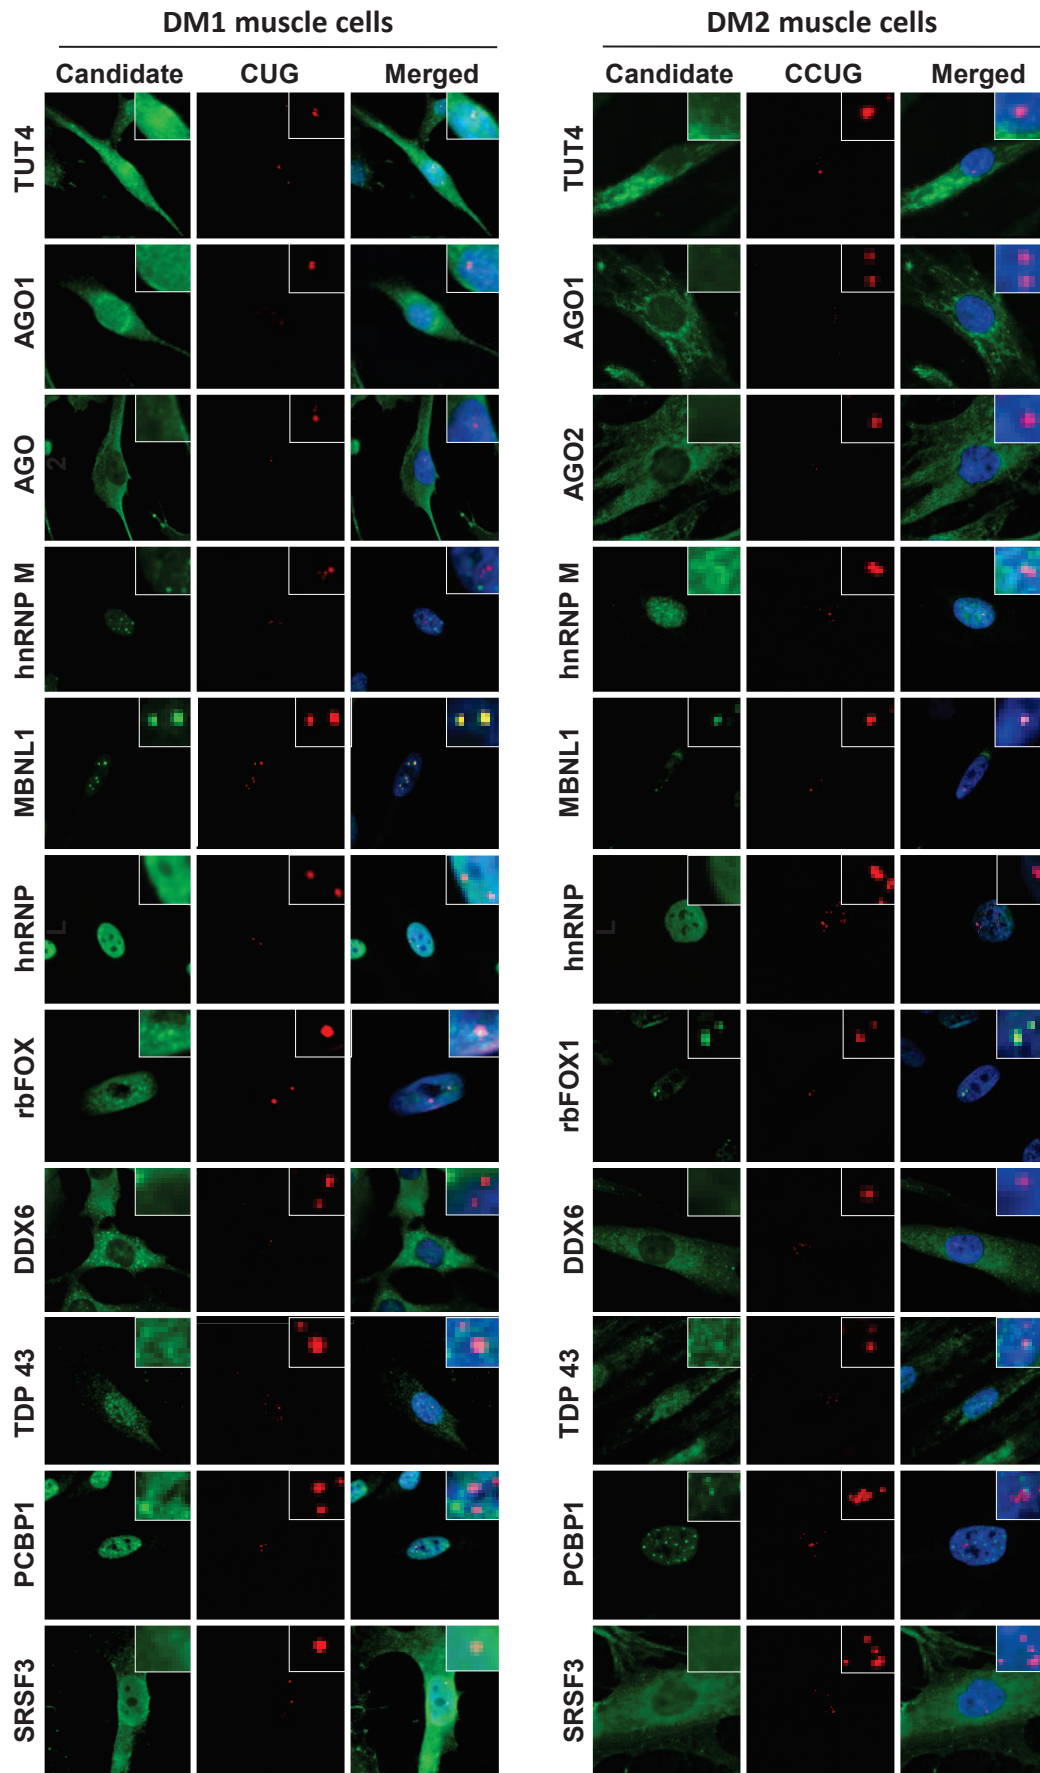 DM1 muscle cells
DM2 muscle cells
Candidate CUG Merged
Candidate CCUG Merged
TUT4
TUT4
AGO1
AGO1
AGO
2
AGO2
hnRNP M
hnRNP M
MBNL1
MBNL1
hnRNP
L
hnRNP
L
rbFOX
rbFOX1
DDX6
DDX6
TDP 43
TDP 43
PCBP1
PCBP1
SRSF3
SRSF3